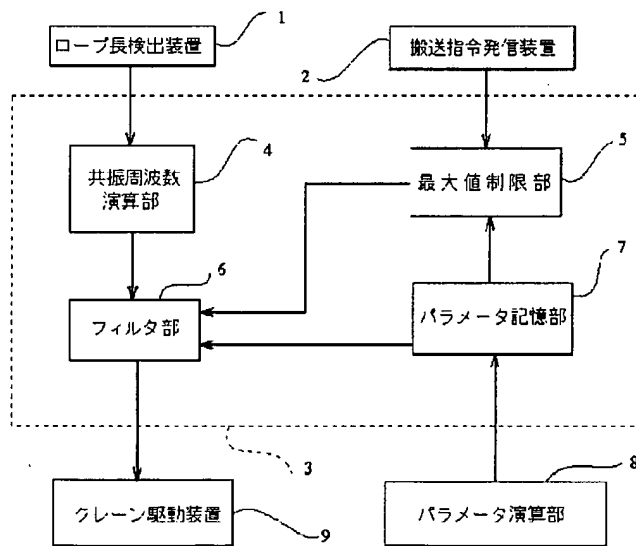 1
ロープ長検出装置
2
搬送指令発信装置
4
共振周波数
演算部
5
最大値制限部
6
フィルタ部
7
パラメータ記憶部
3
8
クレーン駆動装置
9
パラメータ演算部